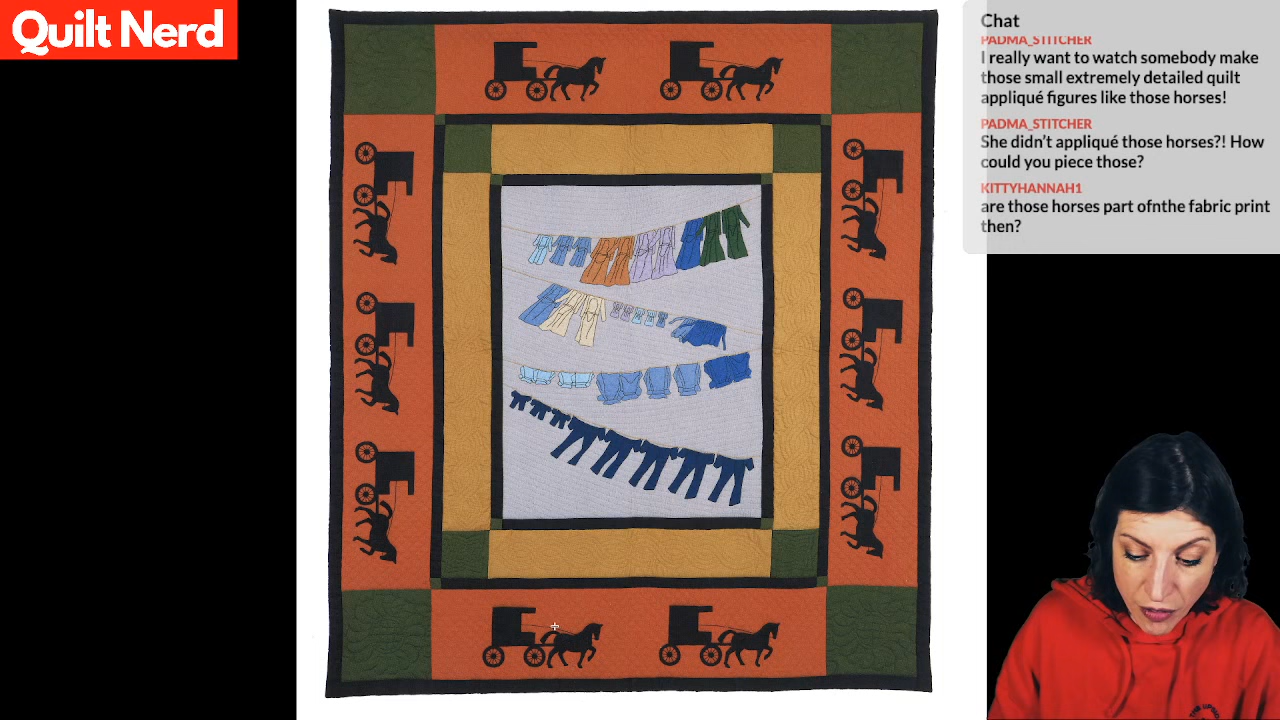 Quilt Nerd
Chat
PADMA_STITCHER
I really want to watch somebody make
those small extremely detailed quilt
appliqué figures like those horses!
PADMA_STITCHER
She didn’t appliqué those horses?! How
could you piece those?
KITTYHANNAH1
are those horses part ofnthe fabric print
then?